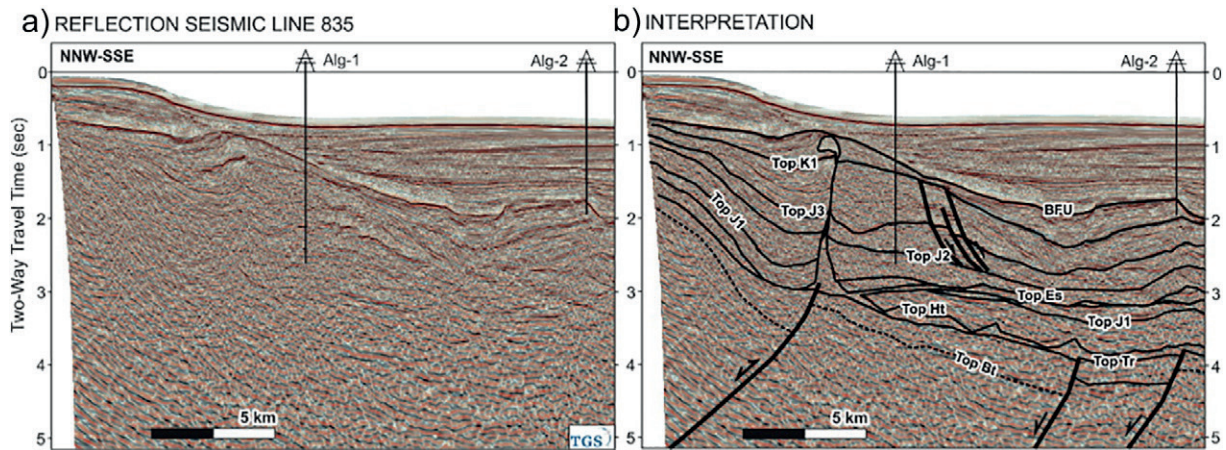 a) REFLECTION SEISMIC LINE 835
NNW-SSE
Alg-1
Alg-2
0
1
2
3
4
5
Two-Way Travel Time (sec)
5 km
TGS
b) INTERPRETATION
NNW-SSE
Alg-1
Alg-2
0
1
2
3
4
5
Top K1
Top J3
Top J1
BFU
Top J2
Top Es
Top Ht
Top J1
Top Tr
Top Bt
5 km